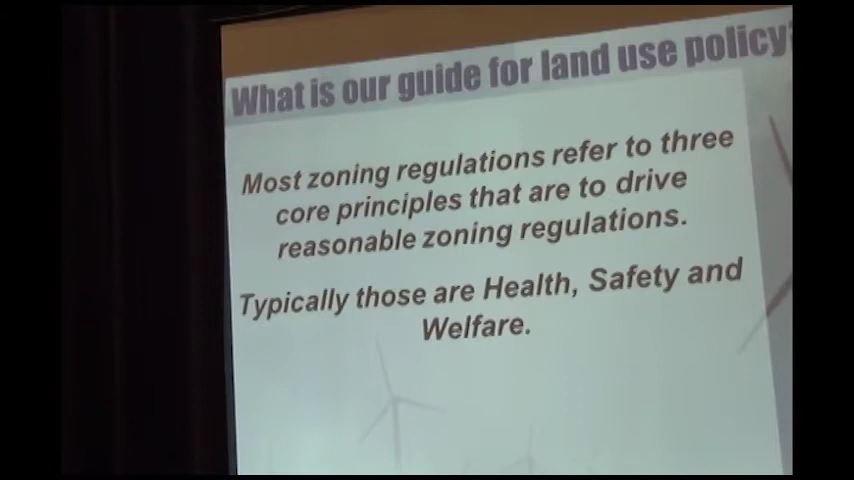 What is our guide for land use policy?
Most zoning regulations refer to three
core principles that are to drive
reasonable zoning regulations.
Typically those are Health, Safety and
Welfare.